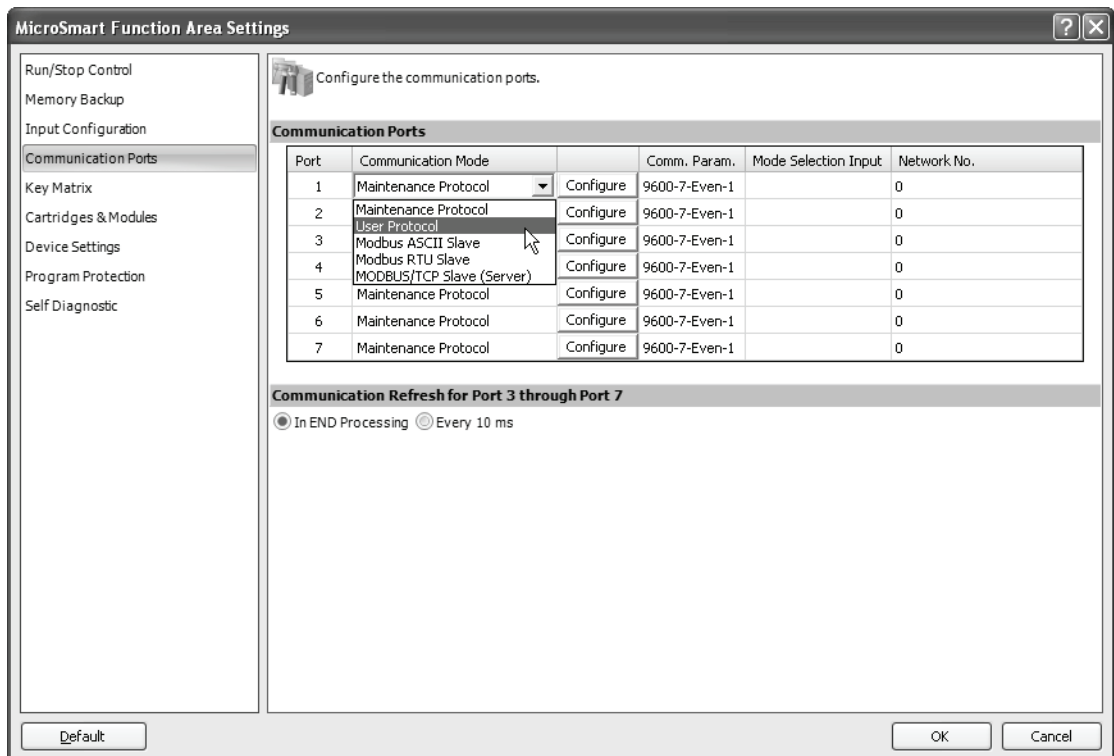 MicroSmart Function Area Settings
Run/Stop Control
Memory Backup
Input Configuration
Communication Ports
Key Matrix
Cartridges & Modules
Device Settings
Program Protection
Self Diagnostic
Configure the communication ports.
Communication Ports
Port Communication Mode Comm. Param. Mode Selection Input Network No.
1 Maintenance Protocol Configure 9600-7-Even-1 0
2 Configure 9600-7-Even-1 0
3 Configure 9600-7-Even-1 0
4 Configure 9600-7-Even-1 0
Maintenance Protocol
User Protocol
Modbus ASCII Slave
Modbus RTU Slave
MODBUS/TCP Slave (Server)
5 Maintenance Protocol Configure 9600-7-Even-1 0
6 Maintenance Protocol Configure 9600-7-Even-1 0
7 Maintenance Protocol Configure 9600-7-Even-1 0
Communication Refresh for Port 3 through Port 7
In END Processing Every 10 ms
Default OK Cancel